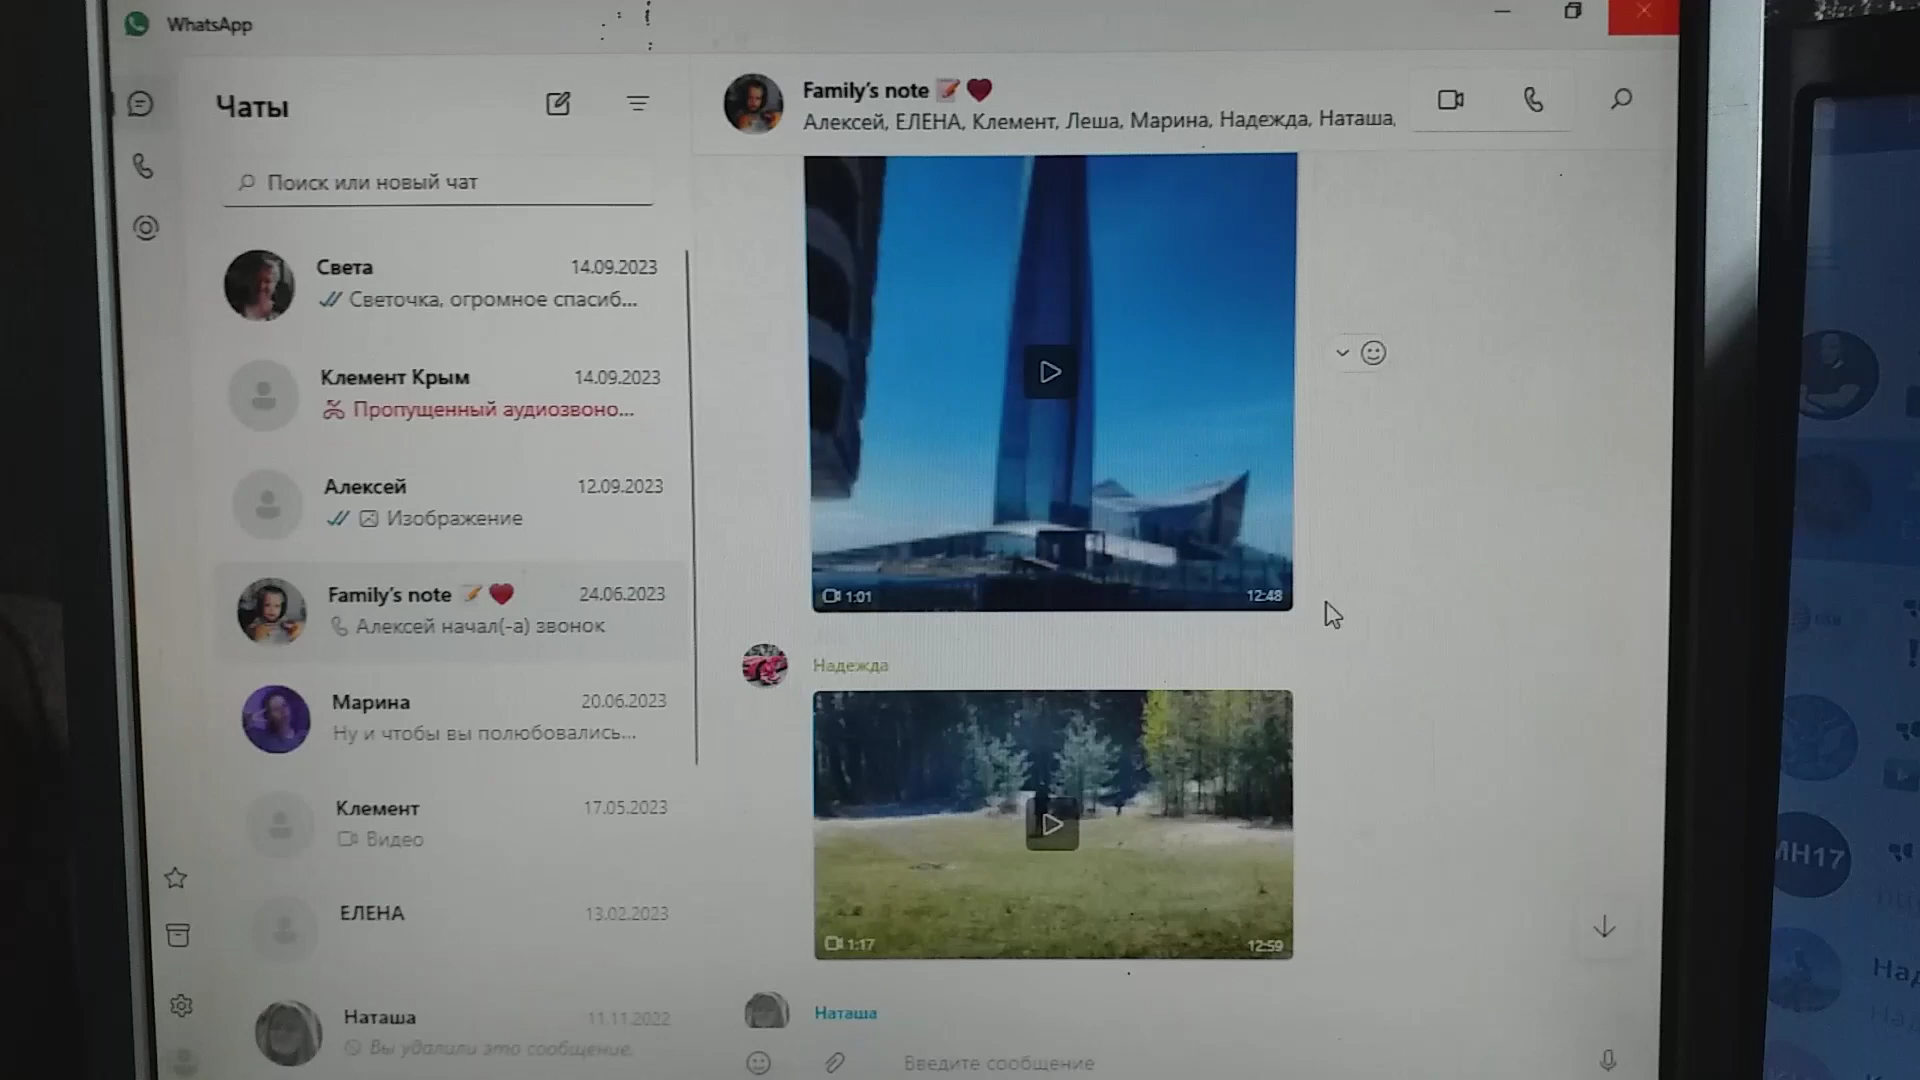 WhatsApp
Чаты
Поиск или новый чат
Света 14.09.2023
Светочка, огромное спасиб...
Клемент Крым 14.09.2023
Пропущенный аудиозвоно...
Алексей 12.09.2023
Изображение
Family's note 📝❤️ 24.06.2023
Алексей начал(-а) звонок
Марина 20.06.2023
Ну и чтобы вы полюбовались...
Клемент 17.05.2023
Видео
ЕЛЕНА 13.02.2023
Наташа 11.11.2022
Вы удалили это сообщение.
Family's note 📝❤️
Алексей, ЕЛЕНА, Клемент, Леша, Марина, Надежда, Наташа,
1:01 12:48
Надежда
1:17 12:59
Наташа
Введите сообщение
MH17
Над